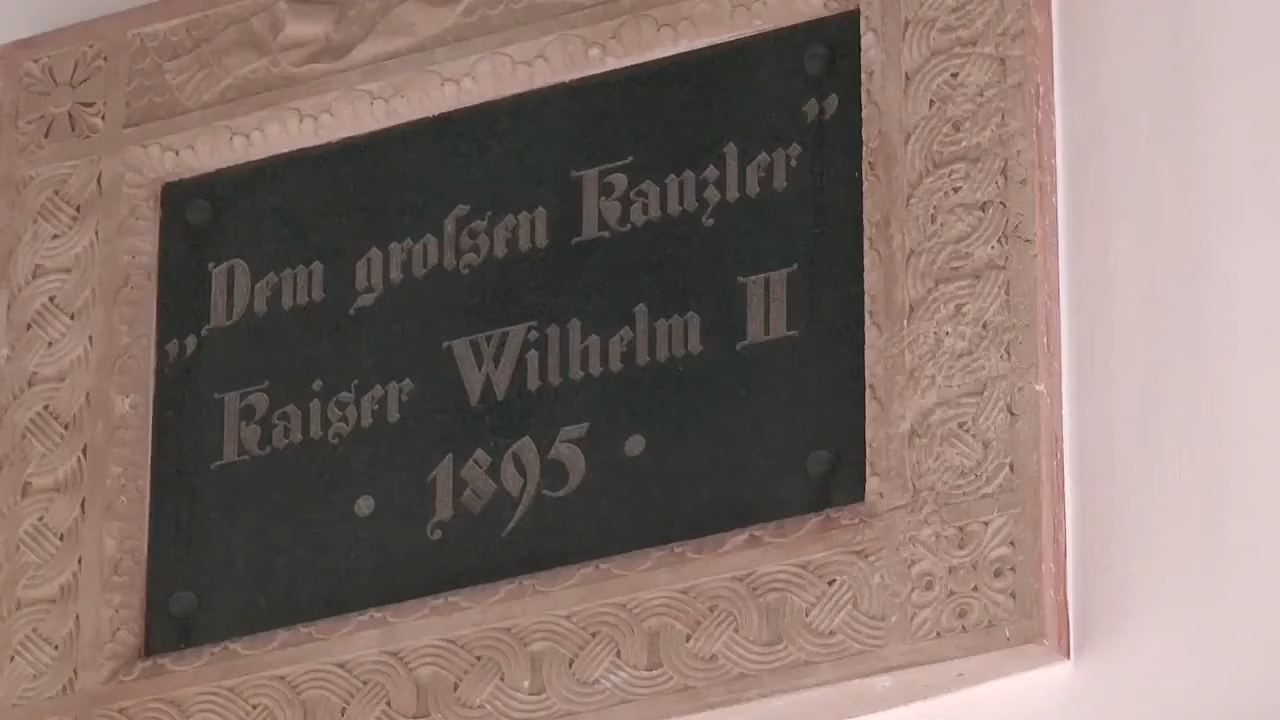 „Dem groſsen Kanzler”
Kaiser Wilhelm II
• 1895 •